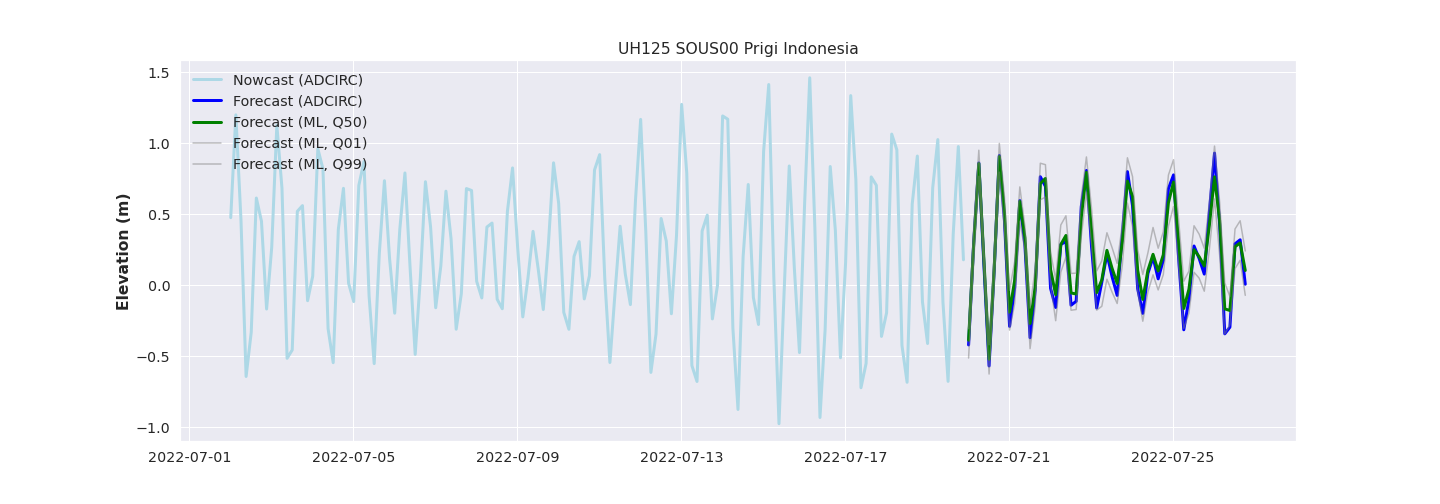 UH125 SOUS00 Prigi Indonesia
Elevation (m)
1.5
1.0
0.5
0.0
−0.5
−1.0
Nowcast (ADCIRC)
Forecast (ADCIRC)
Forecast (ML, Q50)
Forecast (ML, Q01)
Forecast (ML, Q99)
2022-07-01 2022-07-05 2022-07-09 2022-07-13 2022-07-17 2022-07-21 2022-07-25